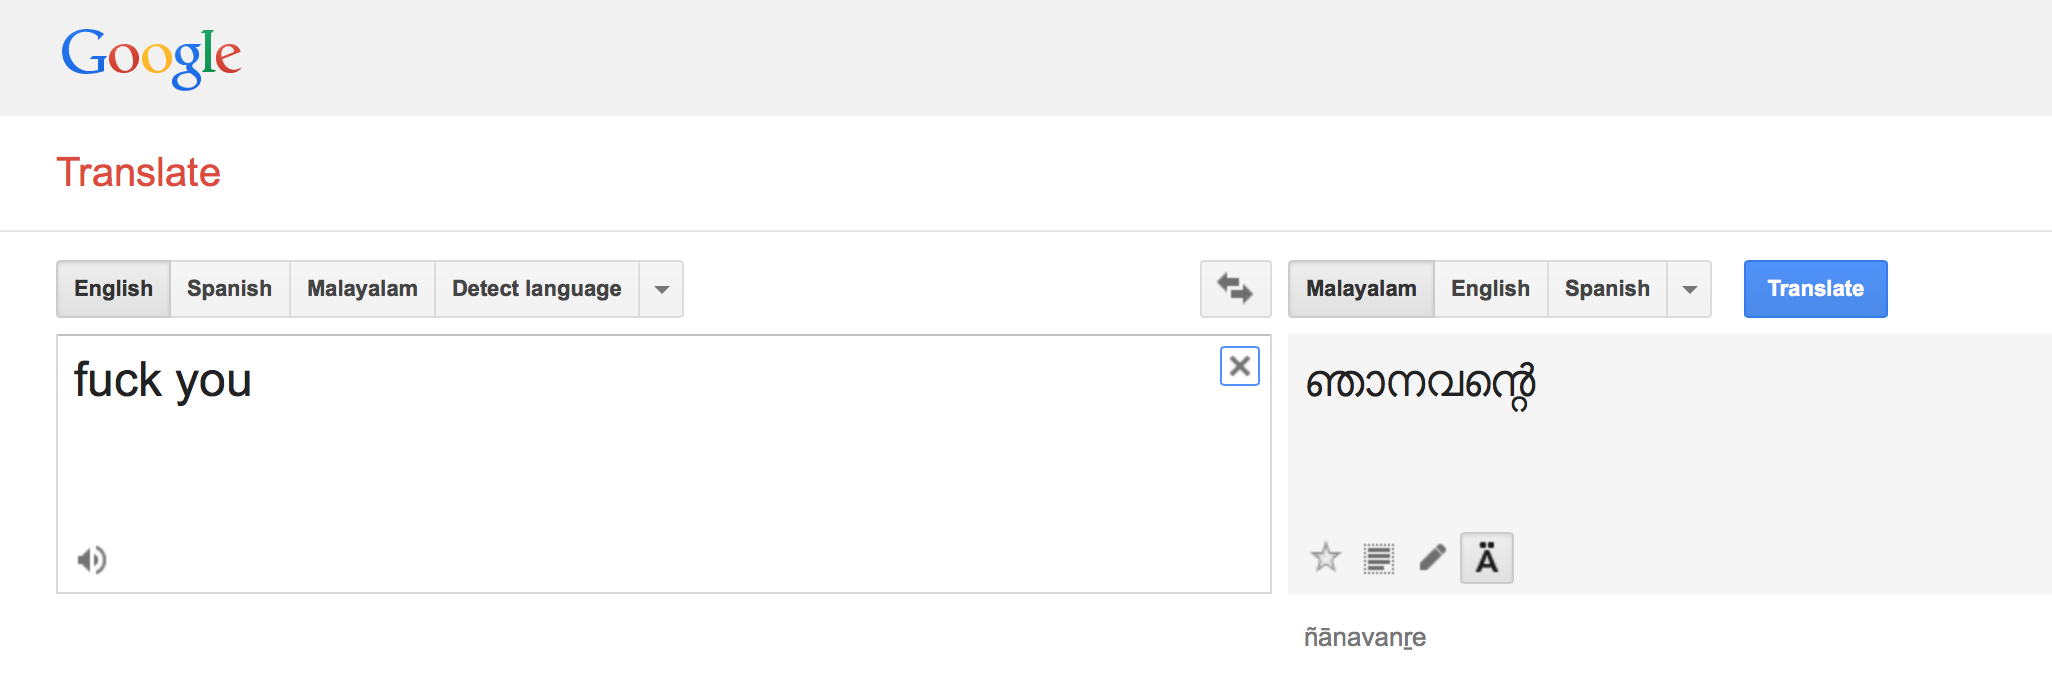 Google
Translate
English Spanish Malayalam Detect language Malayalam English Spanish Translate
fuck you
ഞാനവന്റെ
Ä
ñānavanṟe